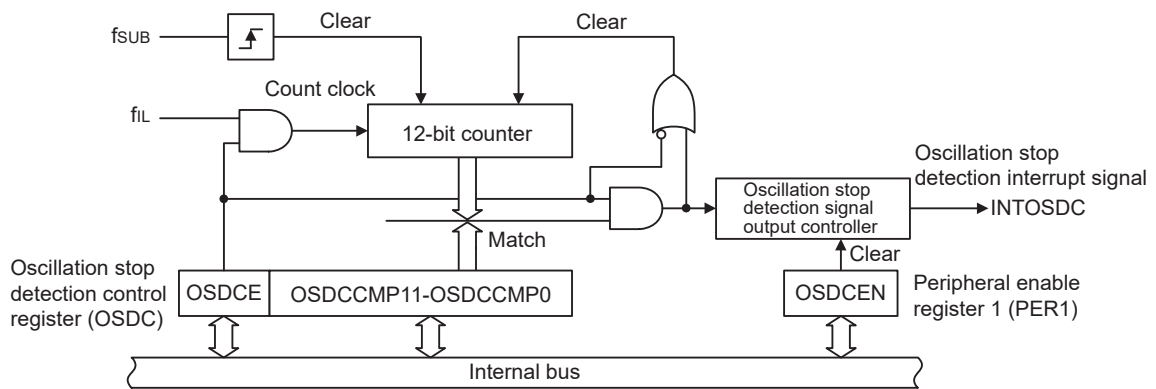 Clear
Clear
fSUB
Count clock
fIL
12-bit counter
Oscillation stop
detection interrupt signal
INTOSDC
Oscillation stop
detection signal
output controller
Match
Clear
Oscillation stop
detection control
register (OSDC)
OSDCE
OSDCCMP11-OSDCCMP0
OSDCEN
Peripheral enable
register 1 (PER1)
Internal bus